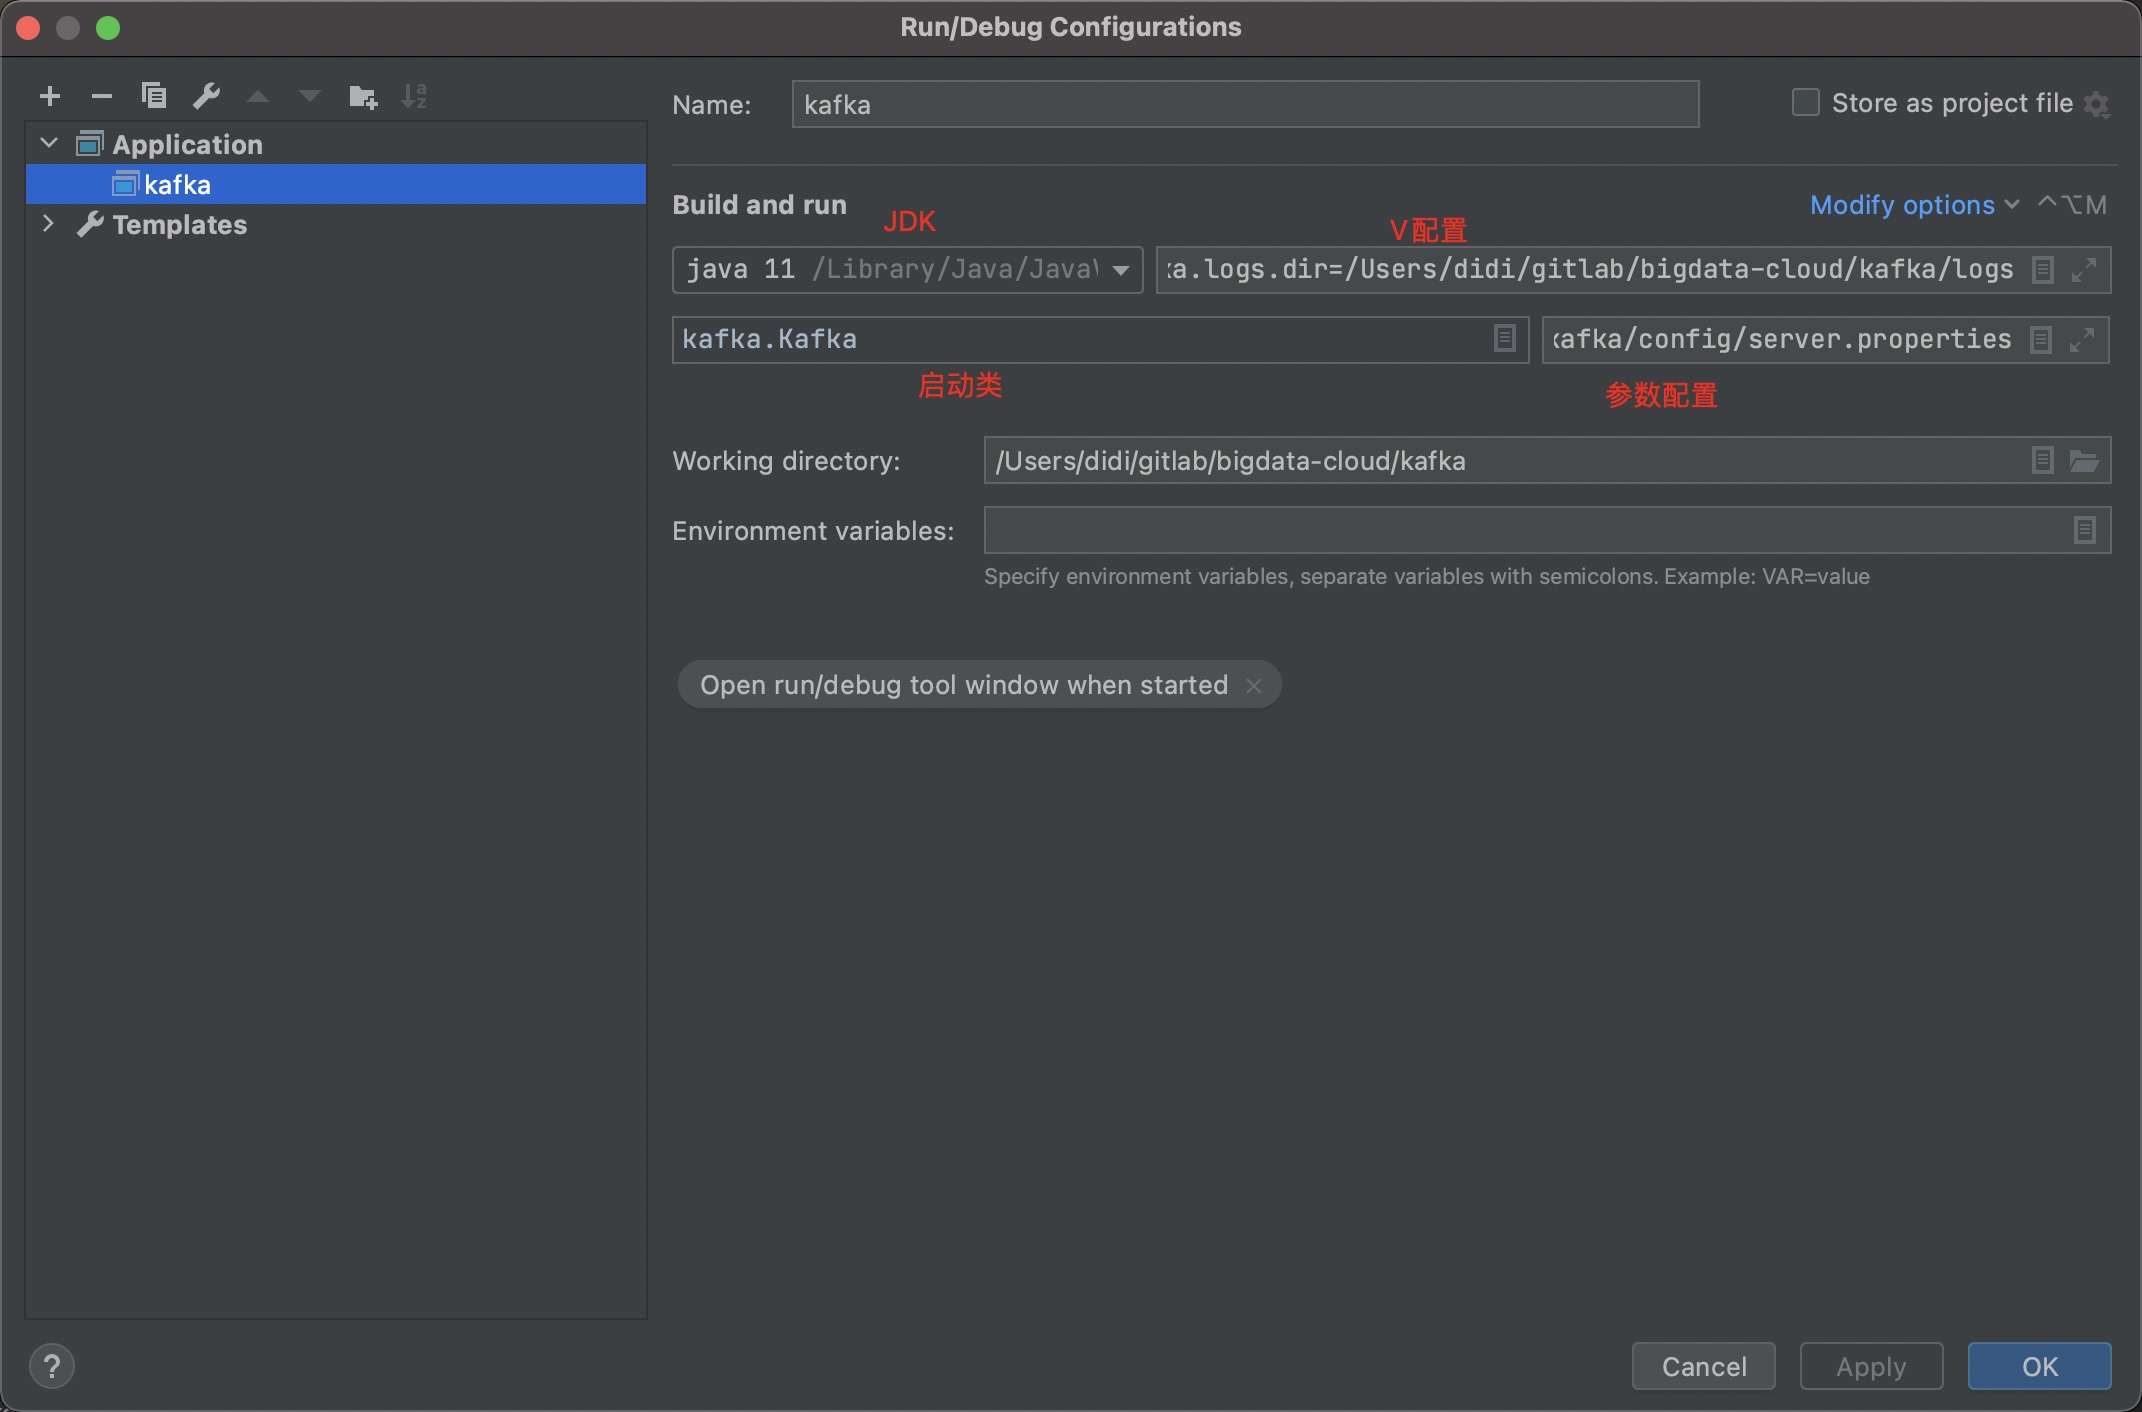 Run/Debug Configurations
Application
kafka
Templates
Name:
kafka
Store as project file
Build and run
Modify options ⌃⌥M
JDK
V配置
java 11 /Library/Java/Java
ka.logs.dir=/Users/didi/gitlab/bigdata-cloud/kafka/logs
kafka.Kafka
kafka/config/server.properties
启动类
参数配置
Working directory:
/Users/didi/gitlab/bigdata-cloud/kafka
Environment variables:
Specify environment variables, separate variables with semicolons. Example: VAR=value
Open run/debug tool window when started
?
Cancel
Apply
OK